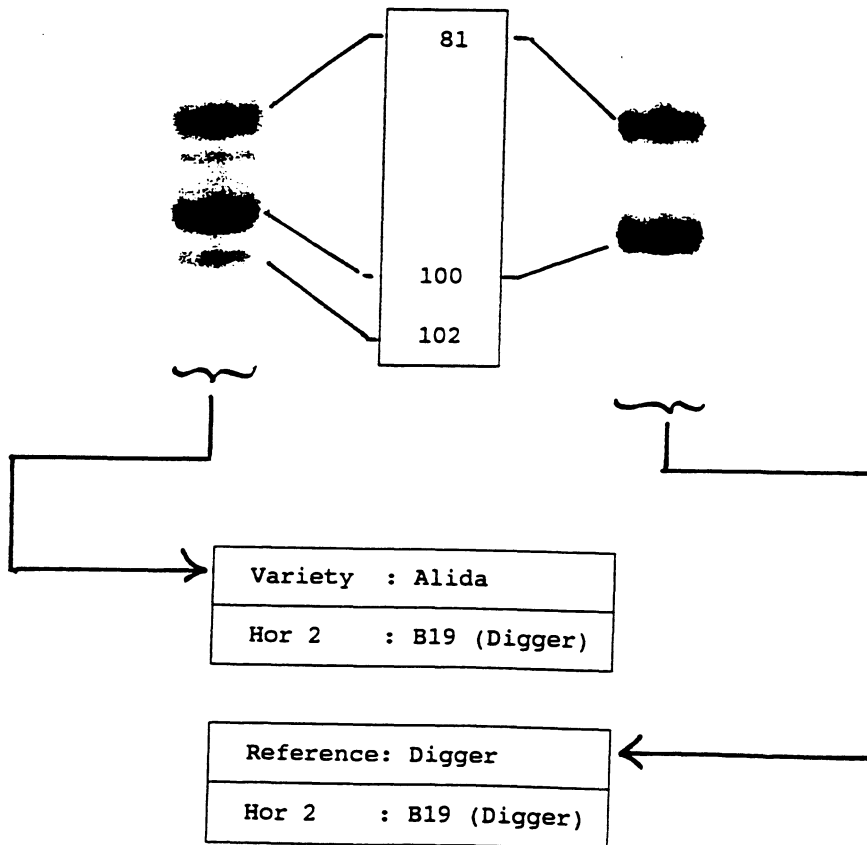 81
100
102
Variety : Alida
Hor 2 : B19 (Digger)
Reference: Digger
Hor 2 : B19 (Digger)